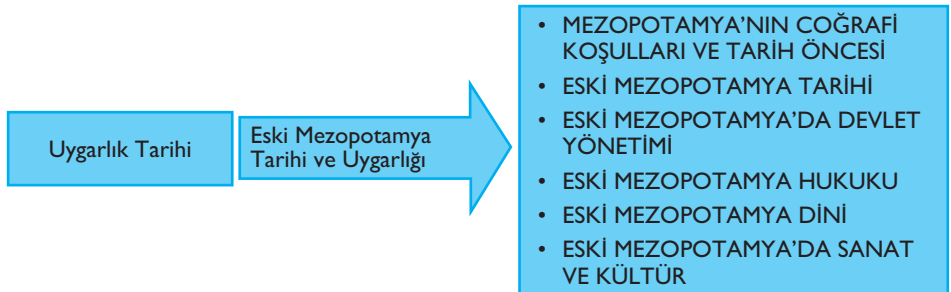 Uygarlık Tarihi
Eski Mezopotamya
Tarihi ve Uygarlığı
• MEZOPOTAMYA’NIN COĞRAFİ
KOŞULLARI VE TARİH ÖNCESİ
• ESKİ MEZOPOTAMYA TARİHİ
• ESKİ MEZOPOTAMYA’DA DEVLET
YÖNETİMİ
• ESKİ MEZOPOTAMYA HUKUKU
• ESKİ MEZOPOTAMYA DİNİ
• ESKİ MEZOPOTAMYA’DA SANAT
VE KÜLTÜR